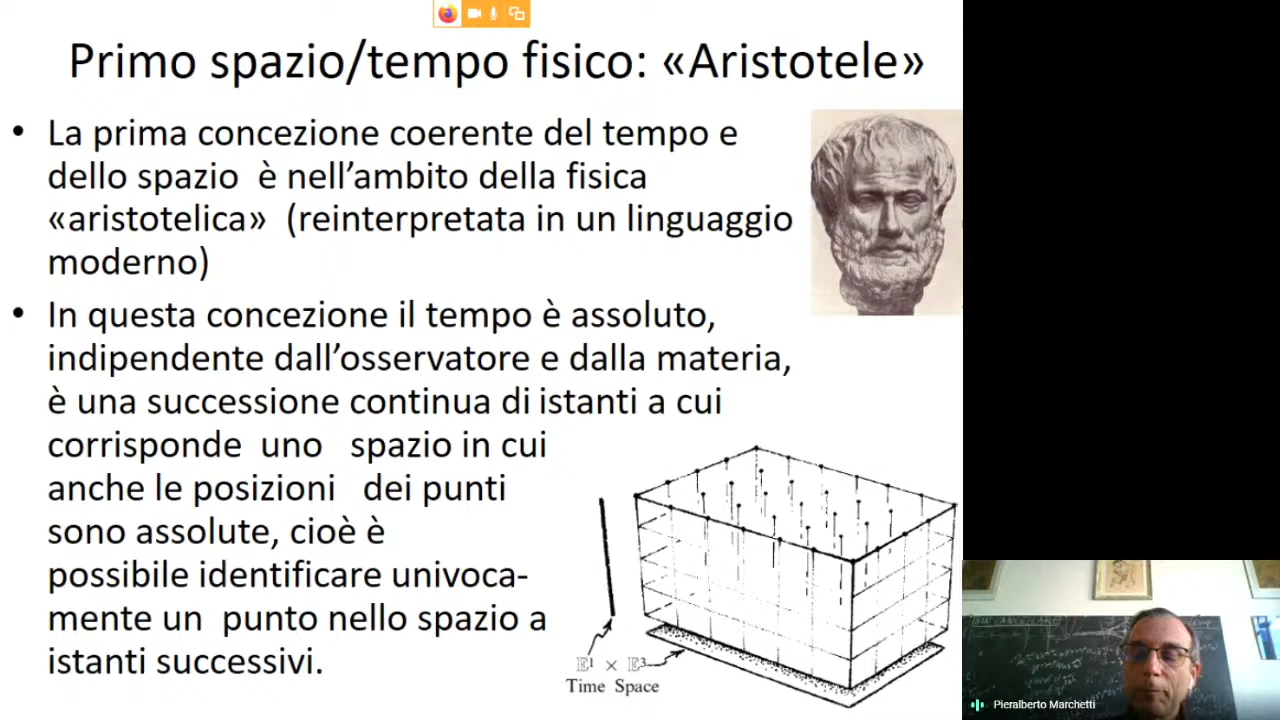 Primo spazio/tempo fisico: «Aristotele»
• La prima concezione coerente del tempo e
dello spazio è nell’ambito della fisica
«aristotelica» (reinterpretata in un linguaggio
moderno)
• In questa concezione il tempo è assoluto,
indipendente dall’osservatore e dalla materia,
è una successione continua di istanti a cui
corrisponde uno spazio in cui
anche le posizioni dei punti
sono assolute, cioè è
possibile identificare univoca-
mente un punto nello spazio a
istanti successivi.
𝔼¹ × 𝔼³
Time Space
Pieralberto Marchetti